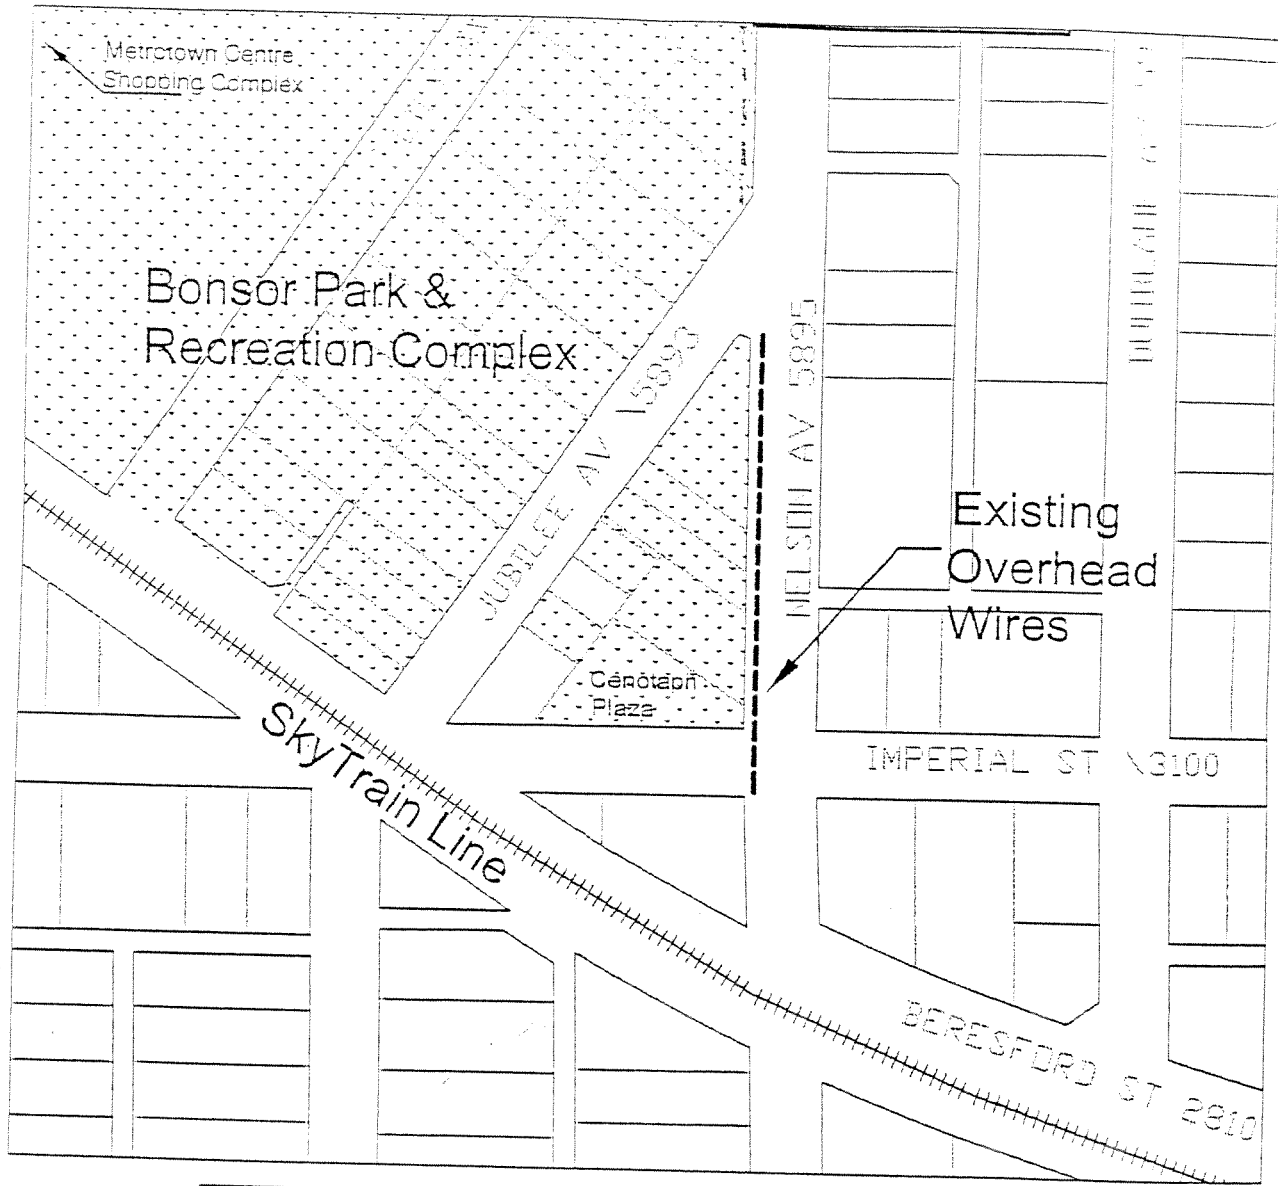 Metrotown Centre
Shopping Complex
Bonsor Park &
Recreation Complex
JUBILEE AV 5895
NELSON AV 5895
Existing
Overhead
Wires
Cenotaph
Plaza
IMPERIAL ST 3100
SkyTrain Line
BERESFORD ST 2810